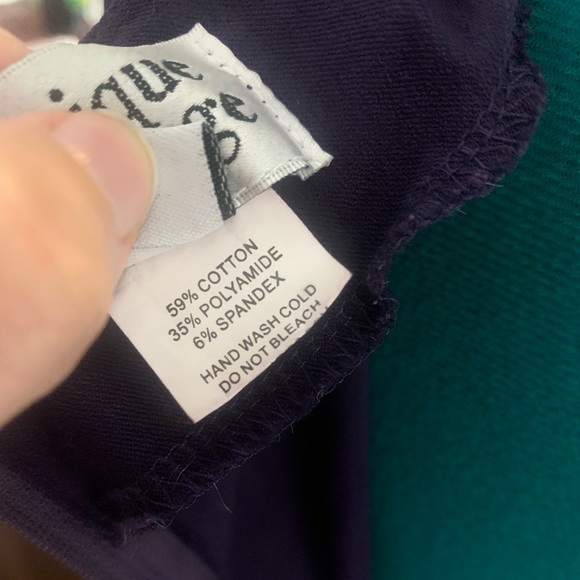 59% COTTON
35% POLYAMIDE
6% SPANDEX
HAND WASH COLD
DO NOT BLEACH